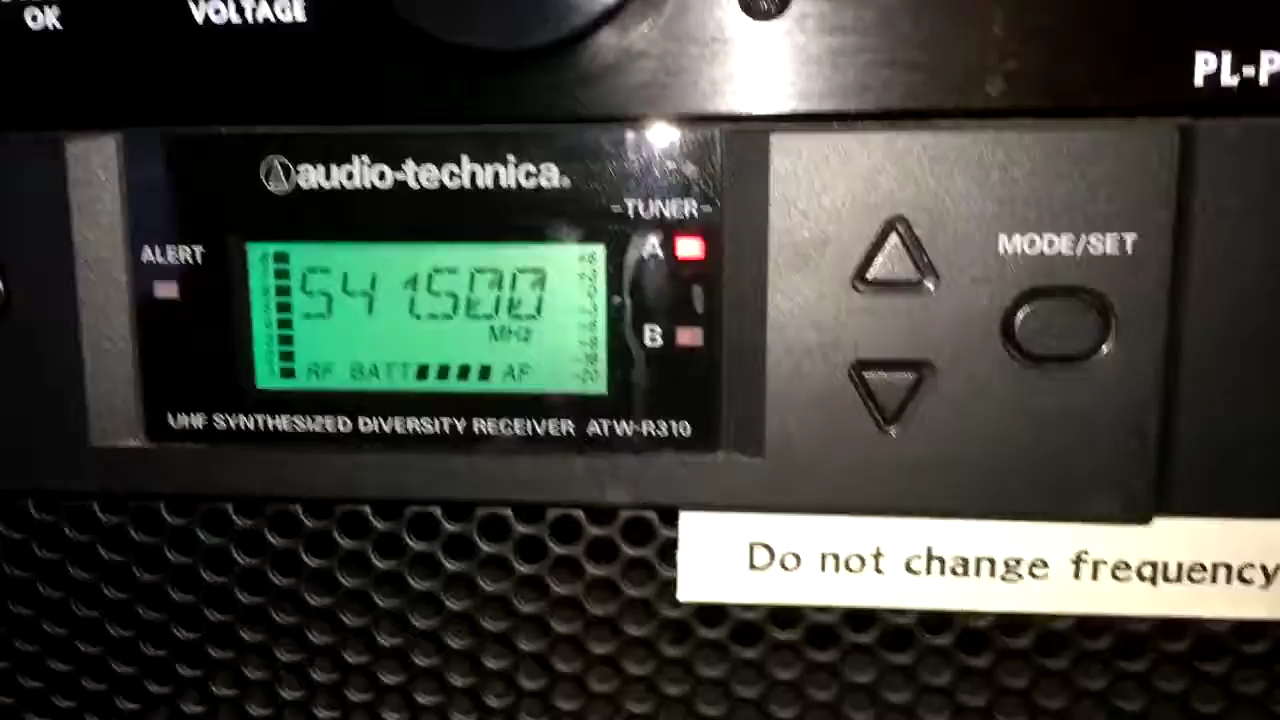 OK
VOLTAGE
PL-P
audio-technica.
-TUNER-
ALERT
A
MODE/SET
541.500
MHz
B
RF BATT AF
UHF SYNTHESIZED DIVERSITY RECEIVER ATW-R310
Do not change frequency